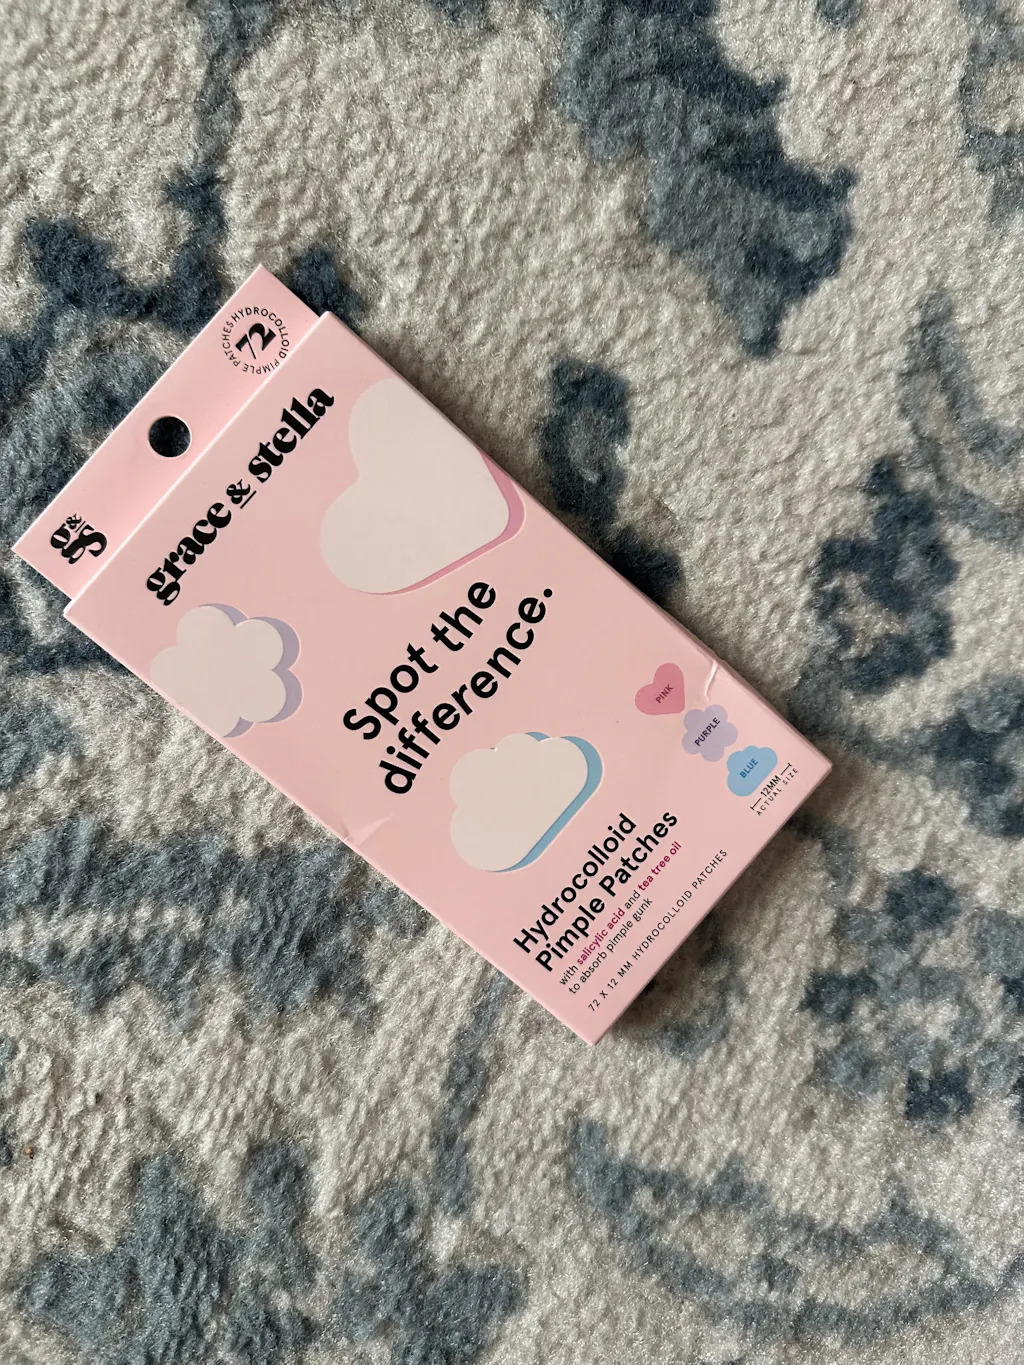 72
HYDROCOLLOID PIMPLE PATCHES
g&s
grace & stella
Spot the
difference.
PINK
PURPLE
BLUE
12MM
ACTUAL SIZE
Hydrocolloid
Pimple Patches
with salicylic acid and tea tree oil
to absorb pimple gunk
72 X 12 MM HYDROCOLLOID PATCHES